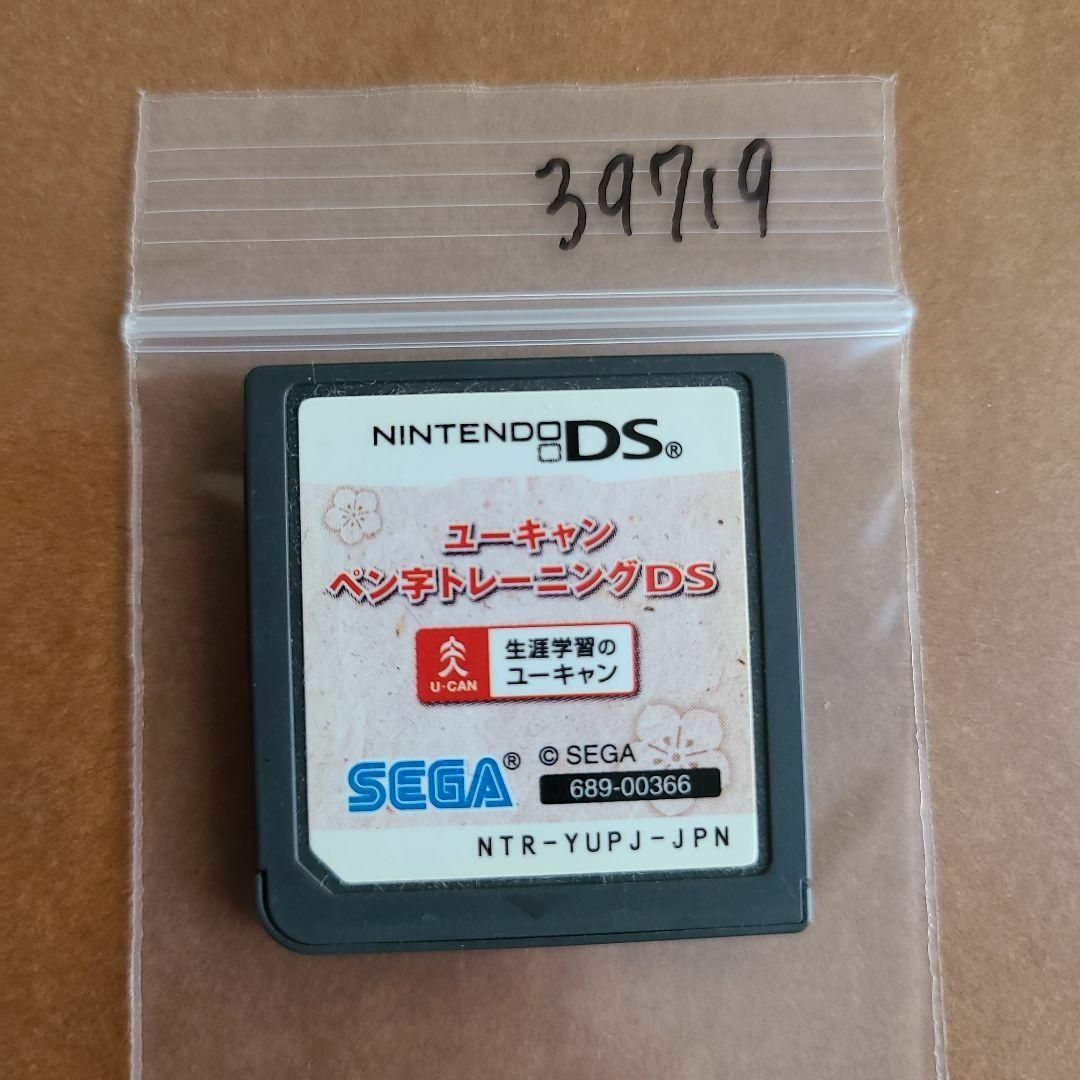 39719
NINTENDO DS®
ユーキャン
ペン字トレーニングDS
U-CAN
生涯学習の
ユーキャン
SEGA®
© SEGA
689-00366
NTR-YUPJ-JPN